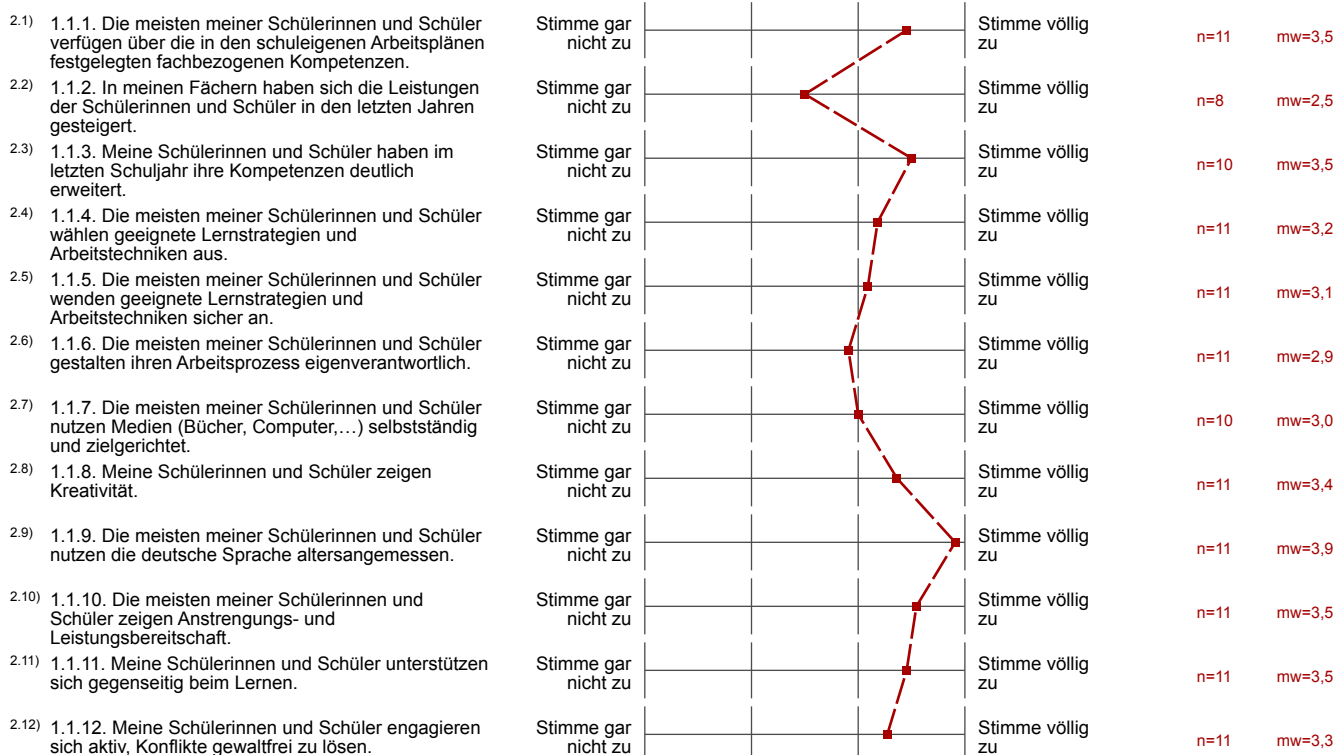 2.1) 1.1.1. Die meisten meiner Schülerinnen und Schüler
verfügen über die in den schuleigenen Arbeitsplänen
festgelegten fachbezogenen Kompetenzen.
Stimme gar
nicht zu
Stimme völlig
zu
n=11 mw=3,5
2.2) 1.1.2. In meinen Fächern haben sich die Leistungen
der Schülerinnen und Schüler in den letzten Jahren
gesteigert.
Stimme gar
nicht zu
Stimme völlig
zu
n=8 mw=2,5
2.3) 1.1.3. Meine Schülerinnen und Schüler haben im
letzten Schuljahr ihre Kompetenzen deutlich
erweitert.
Stimme gar
nicht zu
Stimme völlig
zu
n=10 mw=3,5
2.4) 1.1.4. Die meisten meiner Schülerinnen und Schüler
wählen geeignete Lernstrategien und
Arbeitstechniken aus.
Stimme gar
nicht zu
Stimme völlig
zu
n=11 mw=3,2
2.5) 1.1.5. Die meisten meiner Schülerinnen und Schüler
wenden geeignete Lernstrategien und
Arbeitstechniken sicher an.
Stimme gar
nicht zu
Stimme völlig
zu
n=11 mw=3,1
2.6) 1.1.6. Die meisten meiner Schülerinnen und Schüler
gestalten ihren Arbeitsprozess eigenverantwortlich.
Stimme gar
nicht zu
Stimme völlig
zu
n=11 mw=2,9
2.7) 1.1.7. Die meisten meiner Schülerinnen und Schüler
nutzen Medien (Bücher, Computer,…) selbstständig
und zielgerichtet.
Stimme gar
nicht zu
Stimme völlig
zu
n=10 mw=3,0
2.8) 1.1.8. Meine Schülerinnen und Schüler zeigen
Kreativität.
Stimme gar
nicht zu
Stimme völlig
zu
n=11 mw=3,4
2.9) 1.1.9. Die meisten meiner Schülerinnen und Schüler
nutzen die deutsche Sprache altersangemessen.
Stimme gar
nicht zu
Stimme völlig
zu
n=11 mw=3,9
2.10) 1.1.10. Die meisten meiner Schülerinnen und
Schüler zeigen Anstrengungs- und
Leistungsbereitschaft.
Stimme gar
nicht zu
Stimme völlig
zu
n=11 mw=3,5
2.11) 1.1.11. Meine Schülerinnen und Schüler unterstützen
sich gegenseitig beim Lernen.
Stimme gar
nicht zu
Stimme völlig
zu
n=11 mw=3,5
2.12) 1.1.12. Meine Schülerinnen und Schüler engagieren
sich aktiv, Konflikte gewaltfrei zu lösen.
Stimme gar
nicht zu
Stimme völlig
zu
n=11 mw=3,3